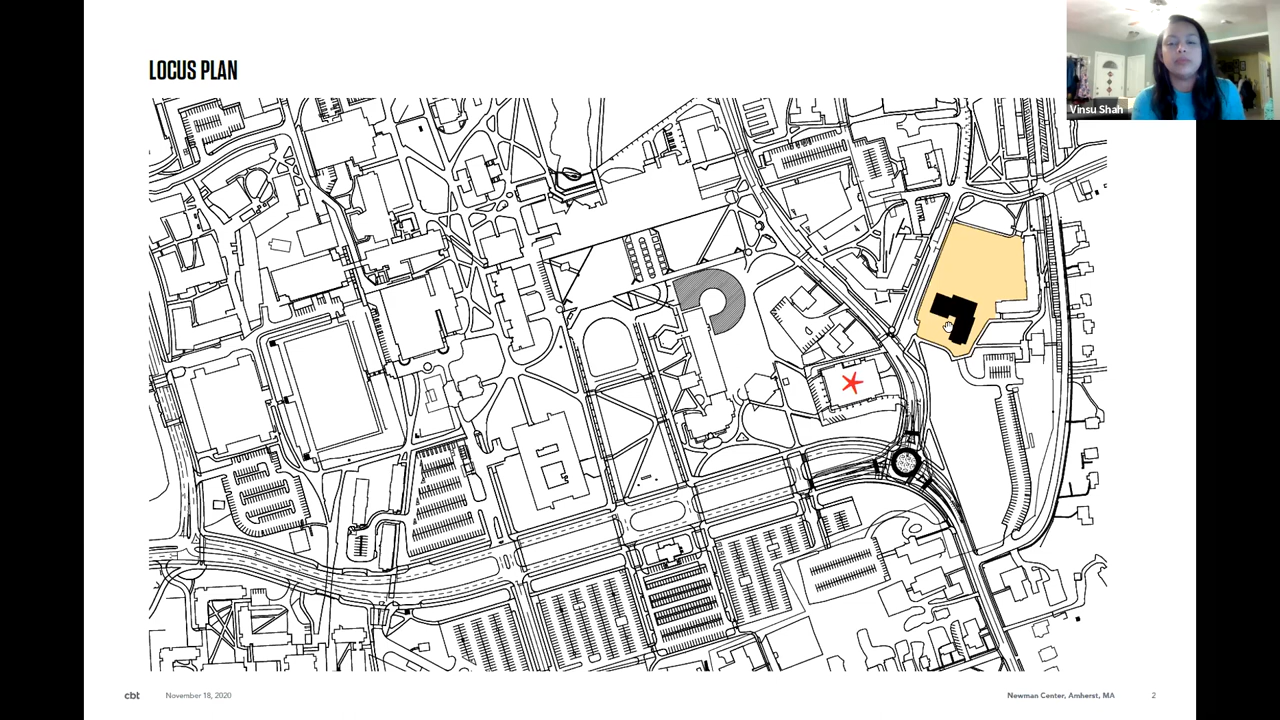 LOCUS PLAN
Vinsu Shah
cbt
November 18, 2020
Newman Center, Amherst, MA
2